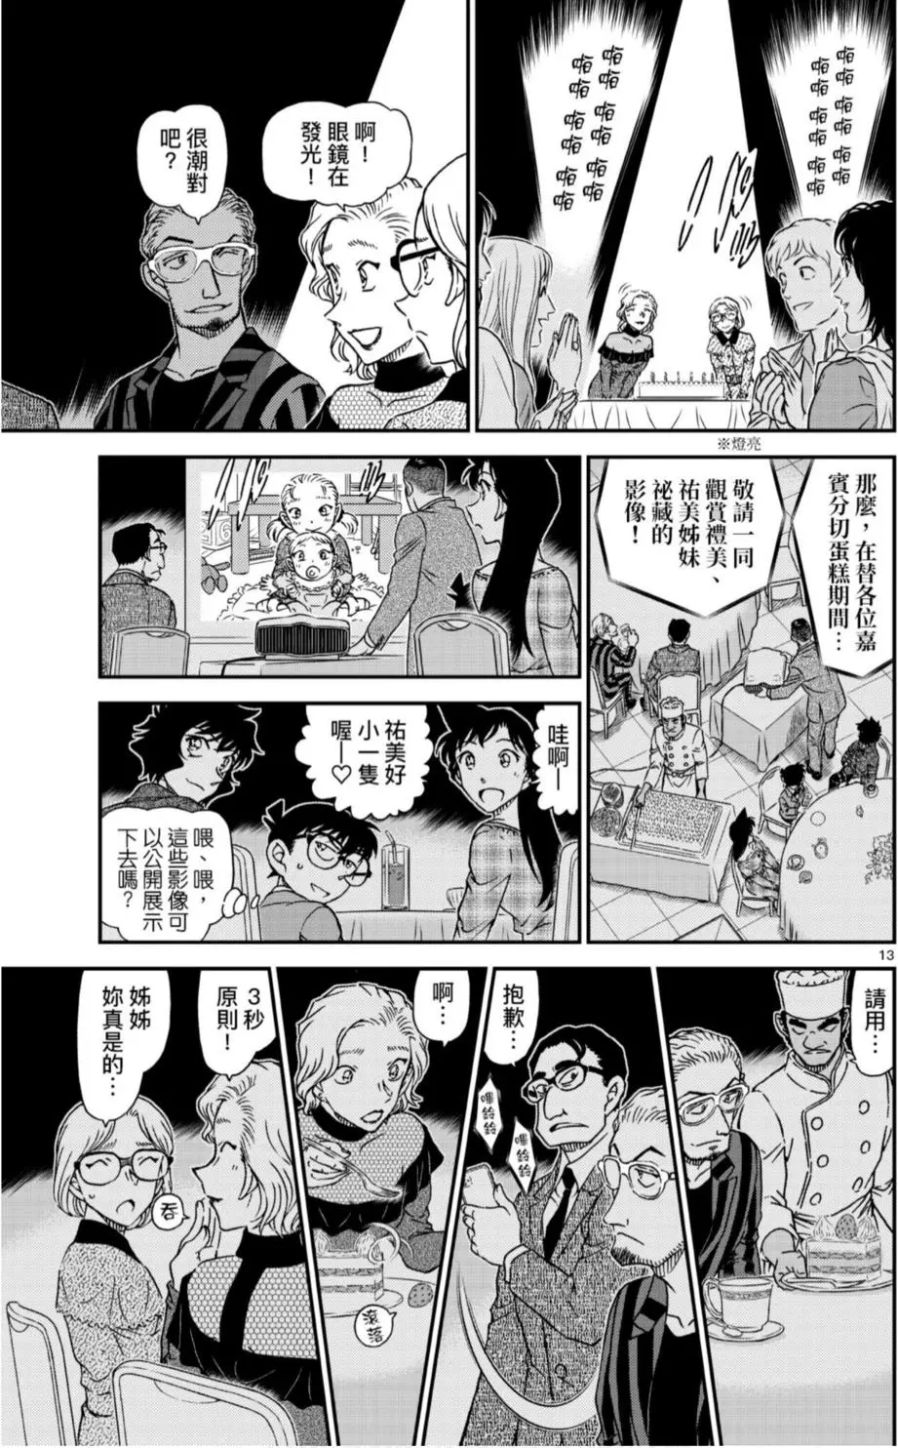 啪啪 啪啪 啪啪
啪啪 啪啪 啪啪
啪啪 啪啪 啪啪
啪啪 啪啪 啪啪
※燈亮
啊！
眼鏡在
發光！
很潮對
吧？
那麼，在替各位嘉
賓分切蛋糕期間…
敬請一同
觀賞禮美、
祐美姊妹
祕藏的
影像！
哇啊—
祐美好
小一隻
喔—♡
喂、喂，
這些影像可
以公開展示
下去嗎？
13
請用…
抱歉…
嗶鈴鈴
嗶鈴鈴
啊…
滾落
3秒
原則！
吞
姊姊
妳真是的…